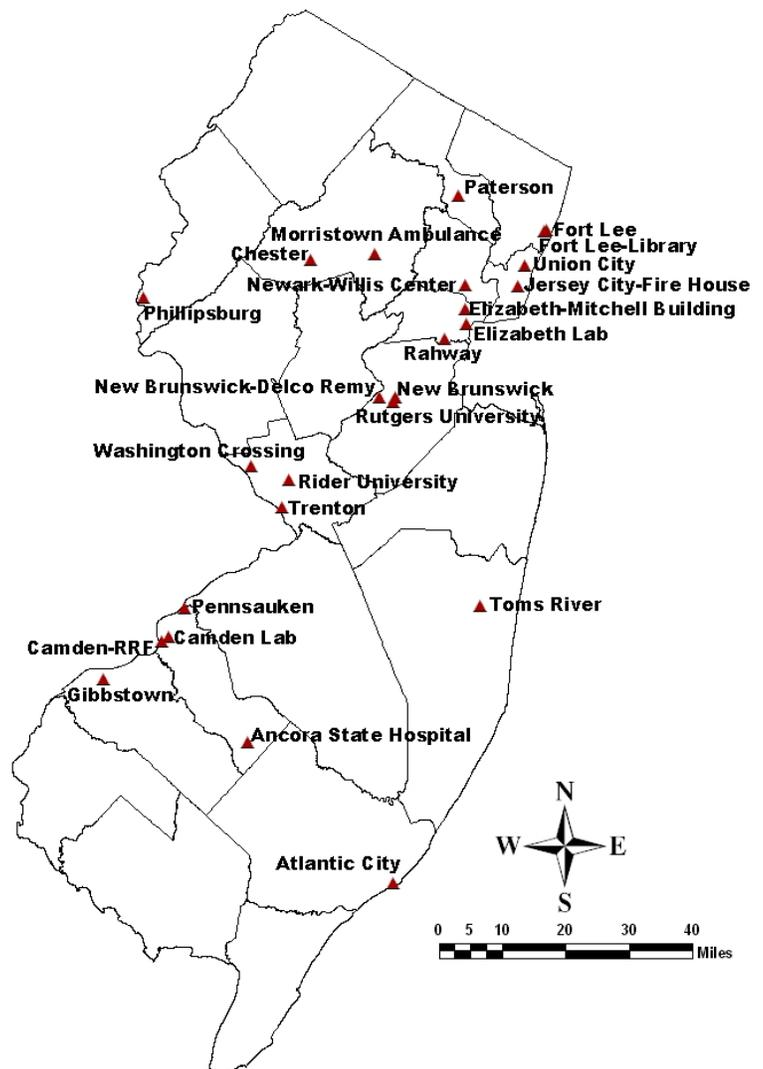 Paterson
Fort Lee
Fort Lee-Library
Morristown Ambulance
Chester
Union City
Newark-Willis Center
Jersey City-Fire House
Phillipsburg
Elizabeth-Mitchell Building
Elizabeth Lab
Rahway
New Brunswick-Delco Remy
New Brunswick
Rutgers University
Washington Crossing
Rider University
Trenton
Pennsauken
Toms River
Camden Lab
Camden-RRF
Gibbstown
Ancora State Hospital
N
W E
S
Atlantic City
0 5 10 20 30 40
Miles